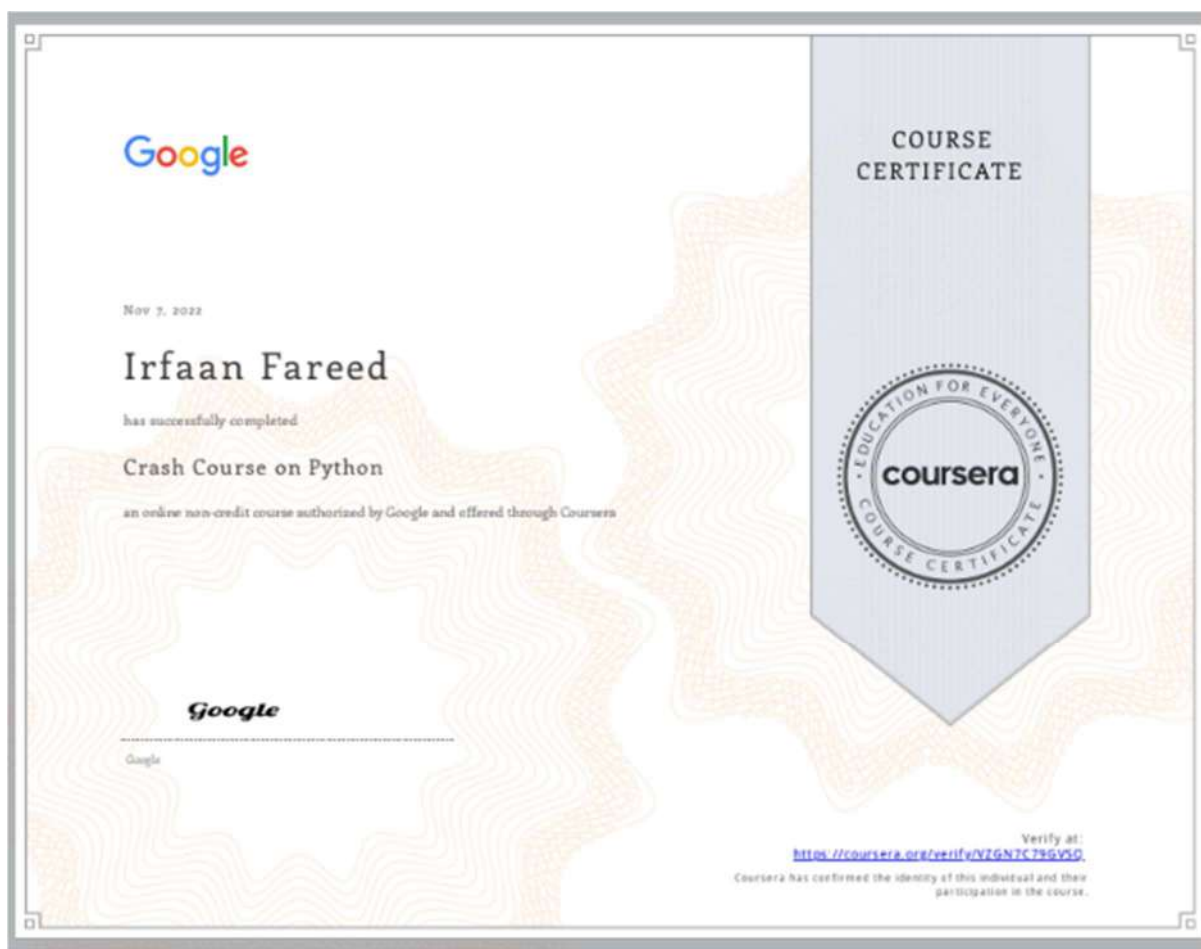 Google
COURSE
CERTIFICATE
Nov 7, 2022
Irfaan Fareed
has successfully completed
Crash Course on Python
an online non-credit course authorized by Google and offered through Coursera
EDUCATION FOR EVERYONE
coursera
COURSE CERTIFICATE
Google
Google
Verify at:
https://coursera.org/verify/VZGN7C79GVSQ
Coursera has confirmed the identity of this individual and their
participation in the course.